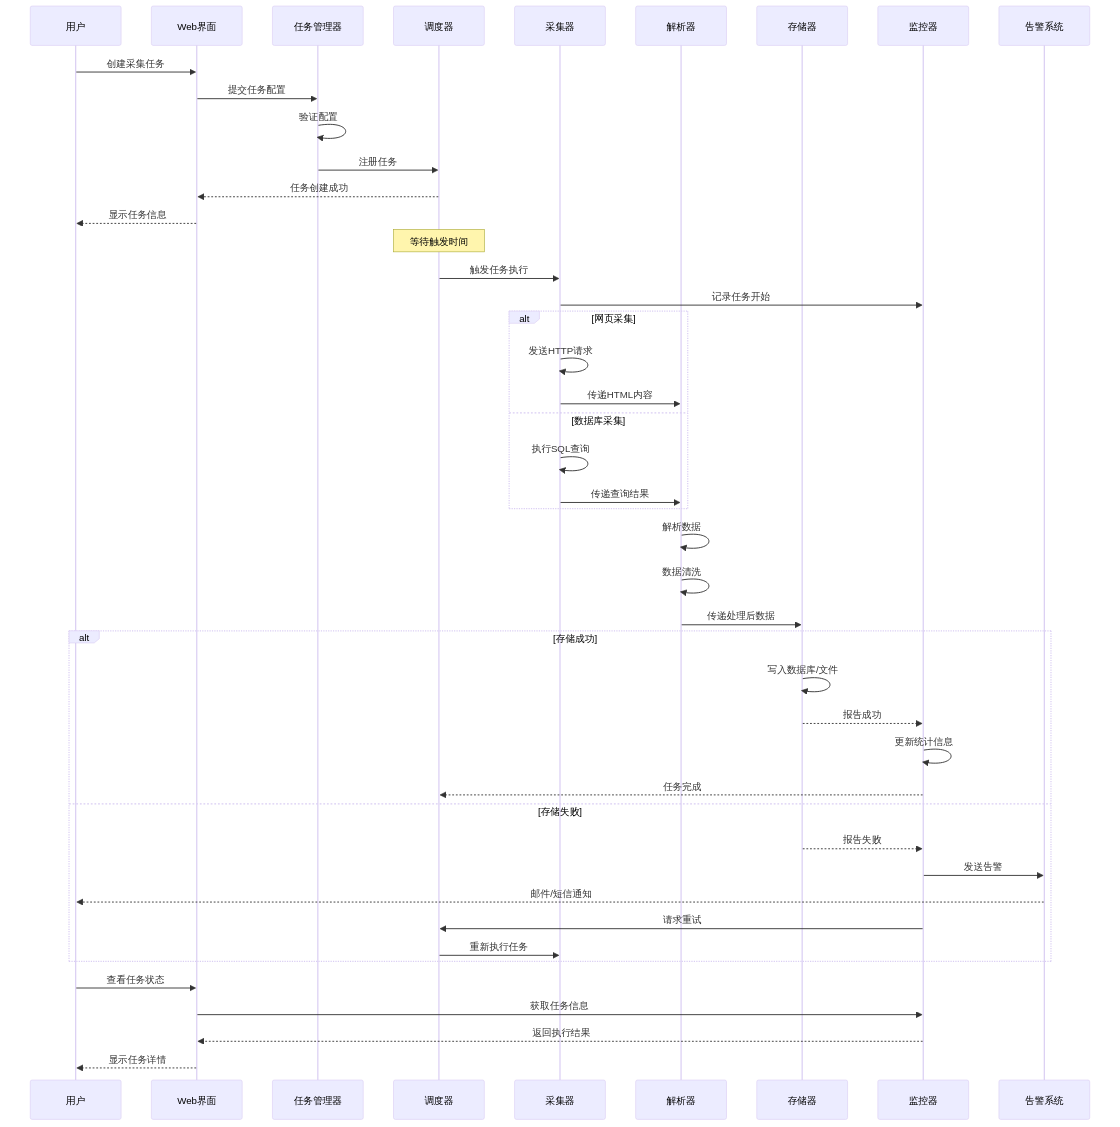 用户
Web界面
任务管理器
调度器
采集器
解析器
存储器
监控器
告警系统
创建采集任务
提交任务配置
验证配置
注册任务
任务创建成功
显示任务信息
等待触发时间
触发任务执行
记录任务开始
alt
[网页采集]
发送HTTP请求
传递HTML内容
[数据库采集]
执行SQL查询
传递查询结果
解析数据
数据清洗
传递处理后数据
alt
[存储成功]
写入数据库/文件
报告成功
更新统计信息
任务完成
[存储失败]
报告失败
发送告警
邮件/短信通知
请求重试
重新执行任务
查看任务状态
获取任务信息
返回执行结果
显示任务详情
用户
Web界面
任务管理器
调度器
采集器
解析器
存储器
监控器
告警系统